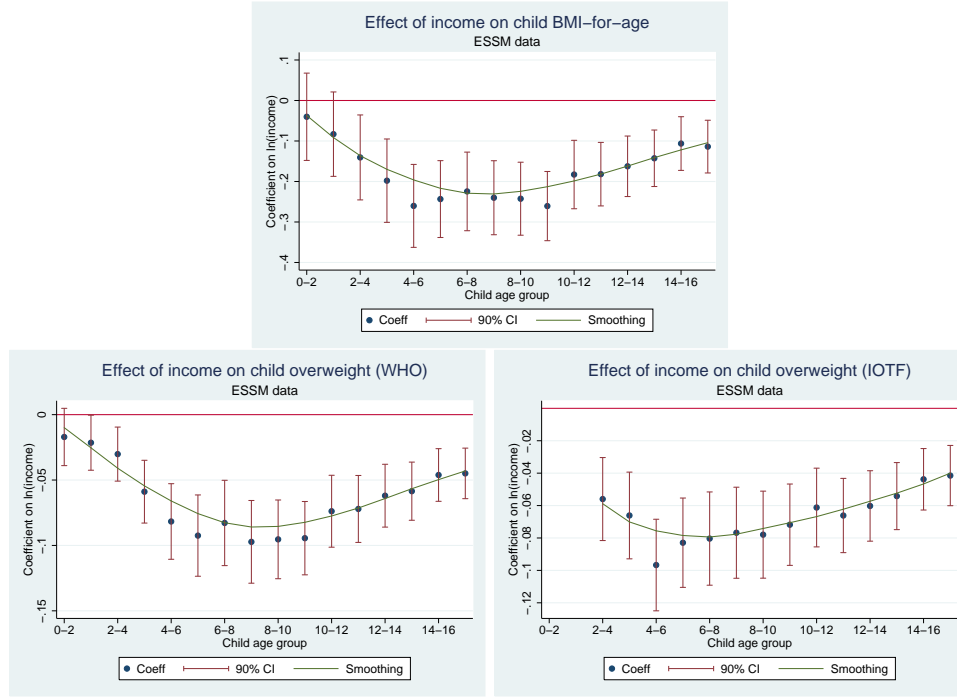 Effect of income on child BMI−for−age
ESSM data
Coefficient on ln(income)
.1
0
−.1
−.2
−.3
−.4
0−2 2−4 4−6 6−8 8−10 10−12 12−14 14−16
Child age group
Coeff 90% CI Smoothing
Effect of income on child overweight (WHO)
ESSM data
Coefficient on ln(income)
0
−.05
−.1
−.15
0−2 2−4 4−6 6−8 8−10 10−12 12−14 14−16
Child age group
Coeff 90% CI Smoothing
Effect of income on child overweight (IOTF)
ESSM data
Coefficient on ln(income)
−.02
−.04
−.06
−.08
−.1
−.12
0−2 2−4 4−6 6−8 8−10 10−12 12−14 14−16
Child age group
Coeff 90% CI Smoothing